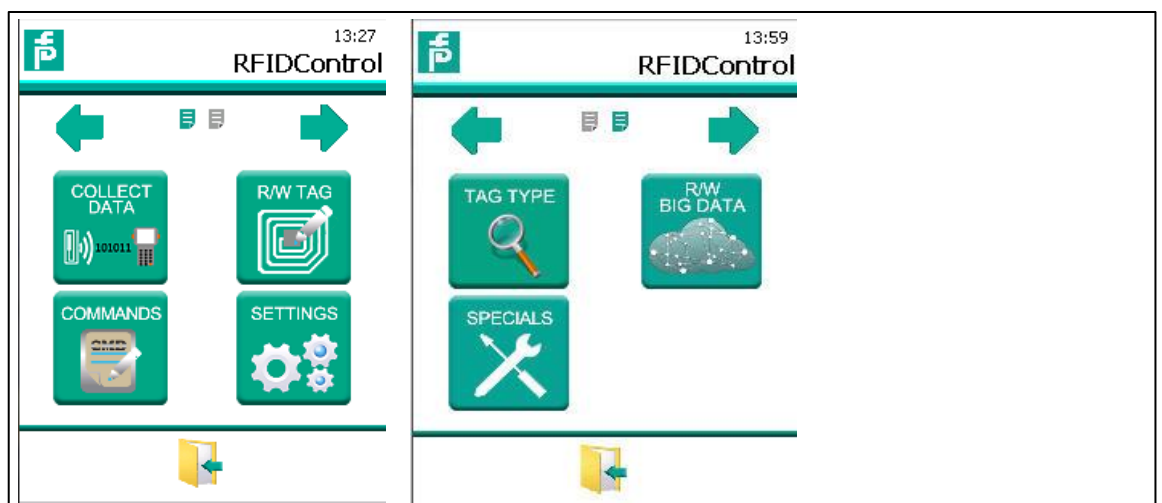 13:27
RFIDControl
COLLECT
DATA
101011
R/W TAG
COMMANDS
CMD
SETTINGS
13:59
RFIDControl
TAG TYPE
R/W
BIG DATA
SPECIALS